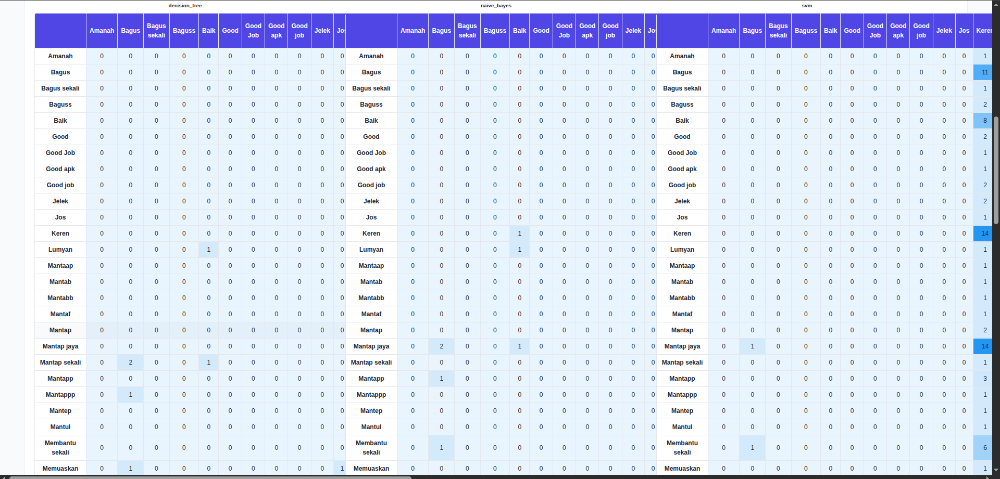 decision_tree naive_bayes svm
Amanah Bagus Bagus sekali Baguss Baik Good Good Job Good apk Good job Jelek Jos Amanah Bagus Bagus sekali Baguss Baik Good Good Job Good apk Good job Jelek Jos Amanah Bagus Bagus sekali Baguss Baik Good Good Job Good apk Good job Jelek Jos Keren
Amanah 0 0 0 0 0 0 0 0 0 0 0 Amanah 0 0 0 0 0 0 0 0 0 0 0 Amanah 0 0 0 0 0 0 0 0 0 0 0 1
Bagus 0 0 0 0 0 0 0 0 0 0 0 Bagus 0 0 0 0 0 0 0 0 0 0 0 Bagus 0 0 0 0 0 0 0 0 0 0 0 11
Bagus sekali 0 0 0 0 0 0 0 0 0 0 0 Bagus sekali 0 0 0 0 0 0 0 0 0 0 0 Bagus sekali 0 0 0 0 0 0 0 0 0 0 0 1
Baguss 0 0 0 0 0 0 0 0 0 0 0 Baguss 0 0 0 0 0 0 0 0 0 0 0 Baguss 0 0 0 0 0 0 0 0 0 0 0 2
Baik 0 0 0 0 0 0 0 0 0 0 0 Baik 0 0 0 0 0 0 0 0 0 0 0 Baik 0 0 0 0 0 0 0 0 0 0 0 8
Good 0 0 0 0 0 0 0 0 0 0 0 Good 0 0 0 0 0 0 0 0 0 0 0 Good 0 0 0 0 0 0 0 0 0 0 0 2
Good Job 0 0 0 0 0 0 0 0 0 0 0 Good Job 0 0 0 0 0 0 0 0 0 0 0 Good Job 0 0 0 0 0 0 0 0 0 0 0 1
Good apk 0 0 0 0 0 0 0 0 0 0 0 Good apk 0 0 0 0 0 0 0 0 0 0 0 Good apk 0 0 0 0 0 0 0 0 0 0 0 1
Good job 0 0 0 0 0 0 0 0 0 0 0 Good job 0 0 0 0 0 0 0 0 0 0 0 Good job 0 0 0 0 0 0 0 0 0 0 0 2
Jelek 0 0 0 0 0 0 0 0 0 0 0 Jelek 0 0 0 0 0 0 0 0 0 0 0 Jelek 0 0 0 0 0 0 0 0 0 0 0 2
Jos 0 0 0 0 0 0 0 0 0 0 0 Jos 0 0 0 0 0 0 0 0 0 0 0 Jos 0 0 0 0 0 0 0 0 0 0 0 1
Keren 0 0 0 0 0 0 0 0 0 0 0 Keren 0 0 0 0 1 0 0 0 0 0 0 Keren 0 0 0 0 0 0 0 0 0 0 0 14
Lumyan 0 0 0 0 1 0 0 0 0 0 0 Lumyan 0 0 0 0 1 0 0 0 0 0 0 Lumyan 0 0 0 0 0 0 0 0 0 0 0 1
Mantaap 0 0 0 0 0 0 0 0 0 0 0 Mantaap 0 0 0 0 0 0 0 0 0 0 0 Mantaap 0 0 0 0 0 0 0 0 0 0 0 1
Mantab 0 0 0 0 0 0 0 0 0 0 0 Mantab 0 0 0 0 0 0 0 0 0 0 0 Mantab 0 0 0 0 0 0 0 0 0 0 0 1
Mantabb 0 0 0 0 0 0 0 0 0 0 0 Mantabb 0 0 0 0 0 0 0 0 0 0 0 Mantabb 0 0 0 0 0 0 0 0 0 0 0 1
Mantaf 0 0 0 0 0 0 0 0 0 0 0 Mantaf 0 0 0 0 0 0 0 0 0 0 0 Mantaf 0 0 0 0 0 0 0 0 0 0 0 1
Mantap 0 0 0 0 0 0 0 0 0 0 0 Mantap 0 0 0 0 0 0 0 0 0 0 0 Mantap 0 0 0 0 0 0 0 0 0 0 0 2
Mantap jaya 0 0 0 0 0 0 0 0 0 0 0 Mantap jaya 0 2 0 0 1 0 0 0 0 0 0 Mantap jaya 0 1 0 0 0 0 0 0 0 0 0 14
Mantap sekali 0 2 0 0 1 0 0 0 0 0 0 Mantap sekali 0 0 0 0 0 0 0 0 0 0 0 Mantap sekali 0 0 0 0 0 0 0 0 0 0 0 1
Mantapp 0 0 0 0 0 0 0 0 0 0 0 Mantapp 0 1 0 0 0 0 0 0 0 0 0 Mantapp 0 0 0 0 0 0 0 0 0 0 0 3
Mantappp 0 1 0 0 0 0 0 0 0 0 0 Mantappp 0 0 0 0 0 0 0 0 0 0 0 Mantappp 0 0 0 0 0 0 0 0 0 0 0 1
Mantep 0 0 0 0 0 0 0 0 0 0 0 Mantep 0 0 0 0 0 0 0 0 0 0 0 Mantep 0 0 0 0 0 0 0 0 0 0 0 1
Mantul 0 0 0 0 0 0 0 0 0 0 0 Mantul 0 0 0 0 0 0 0 0 0 0 0 Mantul 0 0 0 0 0 0 0 0 0 0 0 1
Membantu sekali 0 0 0 0 0 0 0 0 0 0 0 Membantu sekali 0 1 0 0 0 0 0 0 0 0 0 Membantu sekali 0 1 0 0 0 0 0 0 0 0 0 6
Memuaskan 0 1 0 0 0 0 0 0 0 0 1 Memuaskan 0 0 0 0 0 0 0 0 0 0 0 Memuaskan 0 0 0 0 0 0 0 0 0 0 0 1